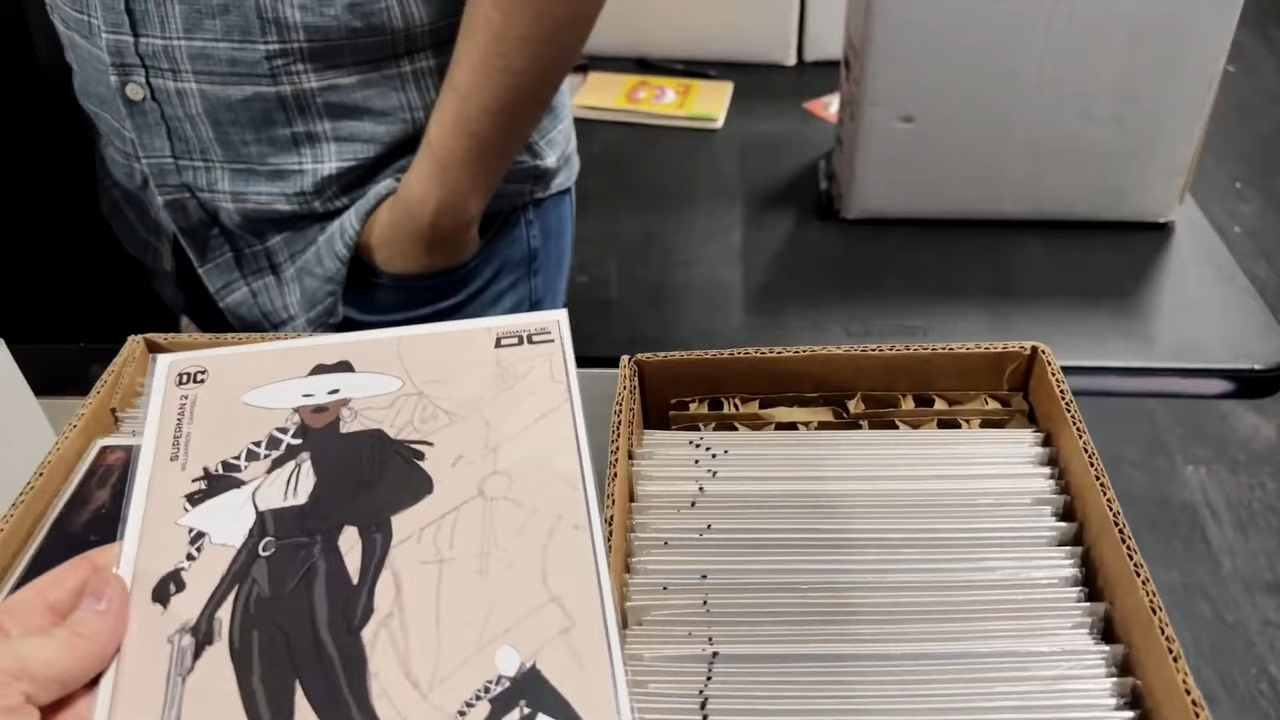 DAWN OF
DC
DC
SUPERMAN 2
WILLIAMSON • CAMPBELL